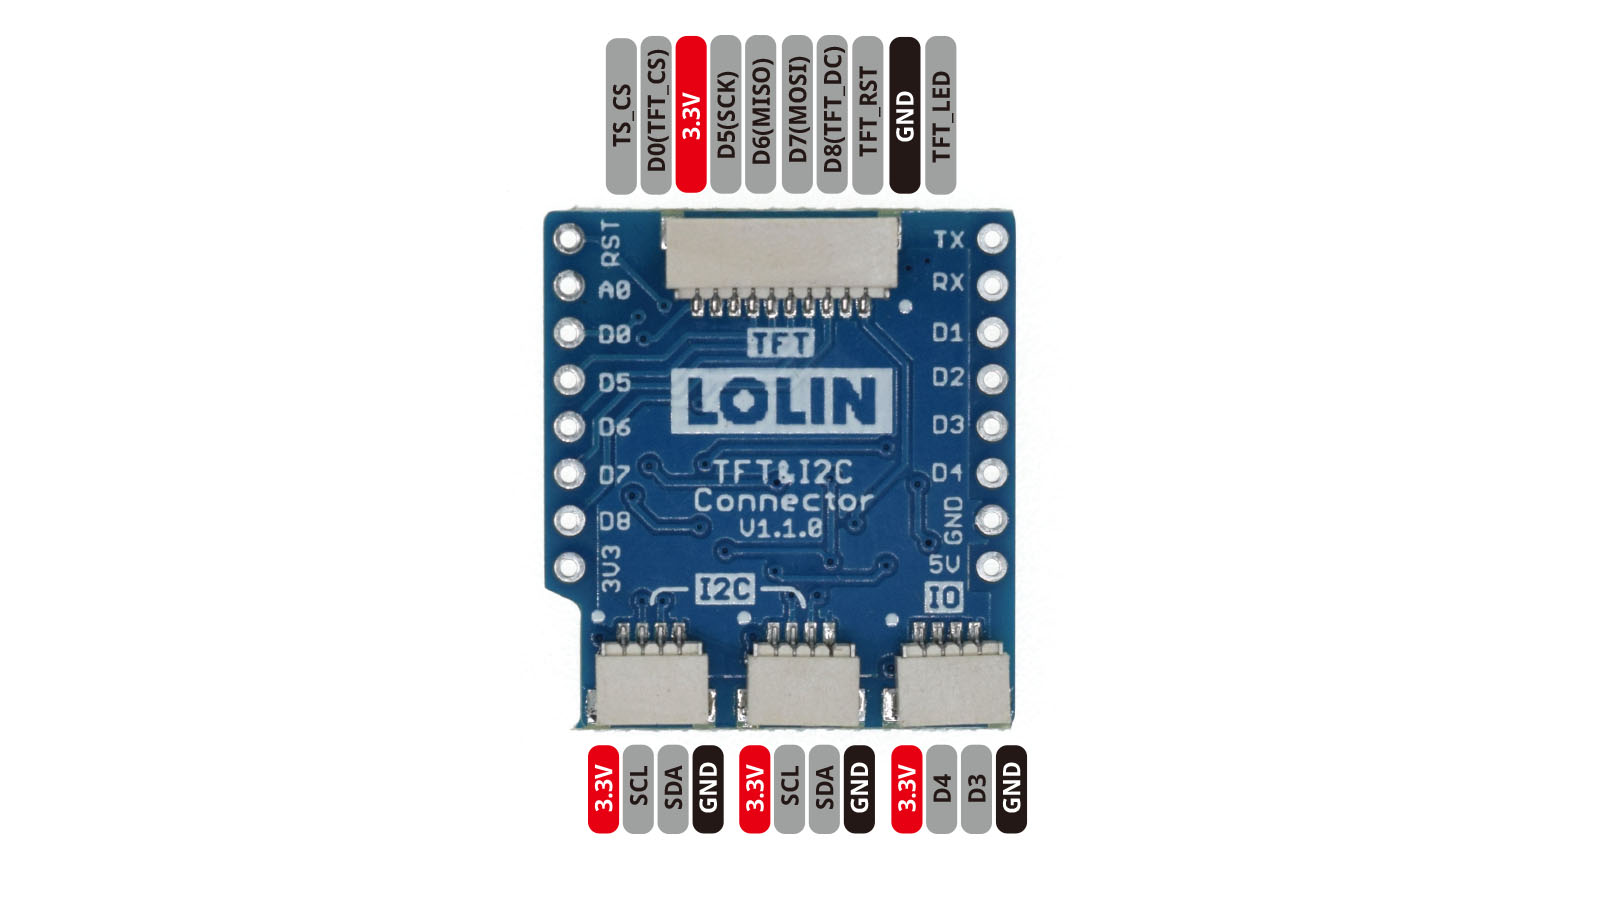 TS_CS
D0(TFT_CS)
3.3V
D5(SCK)
D6(MISO)
D7(MOSI)
D8(TFT_DC)
TFT_RST
GND
TFT_LED
RST
A0
D0
D5
D6
D7
D8
3V3
TX
RX
D1
D2
D3
D4
GND
5V
TFT
LOLIN
TFT&I2C
Connector
V1.1.0
I2C
IO
3.3V
SCL
SDA
GND
3.3V
SCL
SDA
GND
3.3V
D4
D3
GND